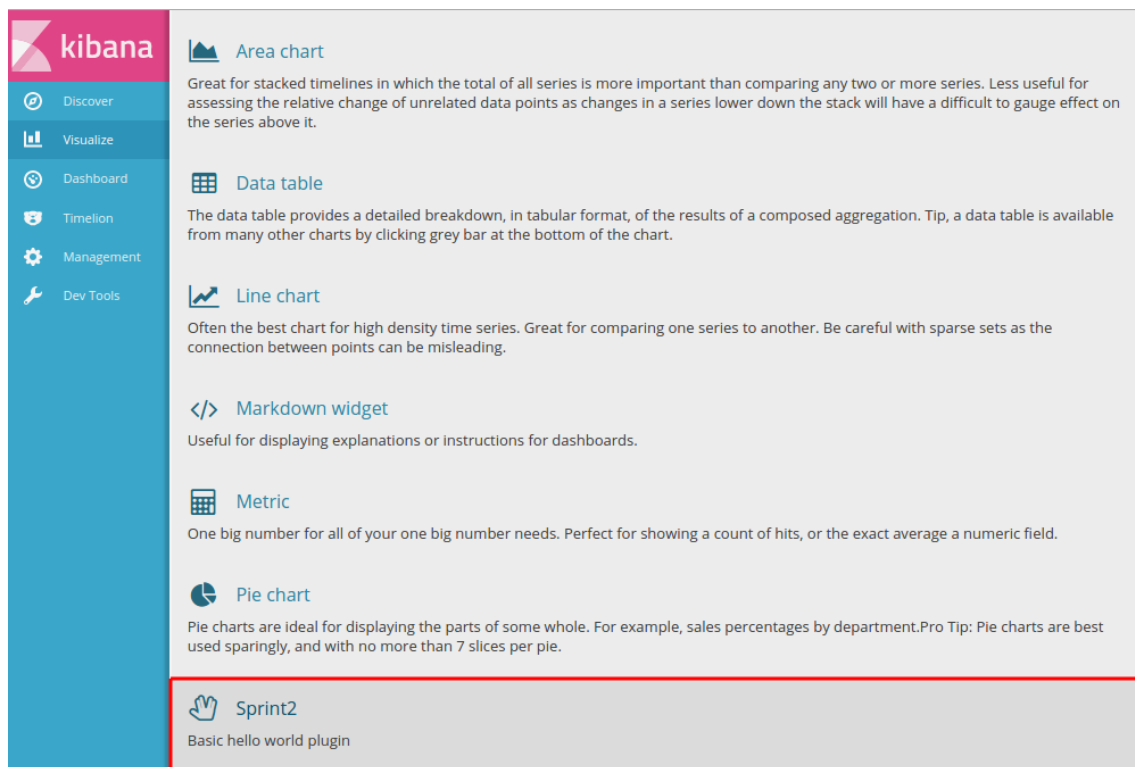 kibana
Discover
Visualize
Dashboard
Timelion
Management
Dev Tools
Area chart
Great for stacked timelines in which the total of all series is more important than comparing any two or more series. Less useful for
assessing the relative change of unrelated data points as changes in a series lower down the stack will have a difficult to gauge effect on
the series above it.
Data table
The data table provides a detailed breakdown, in tabular format, of the results of a composed aggregation. Tip, a data table is available
from many other charts by clicking grey bar at the bottom of the chart.
Line chart
Often the best chart for high density time series. Great for comparing one series to another. Be careful with sparse sets as the
connection between points can be misleading.
Markdown widget
Useful for displaying explanations or instructions for dashboards.
Metric
One big number for all of your one big number needs. Perfect for showing a count of hits, or the exact average a numeric field.
Pie chart
Pie charts are ideal for displaying the parts of some whole. For example, sales percentages by department.Pro Tip: Pie charts are best
used sparingly, and with no more than 7 slices per pie.
Sprint2
Basic hello world plugin